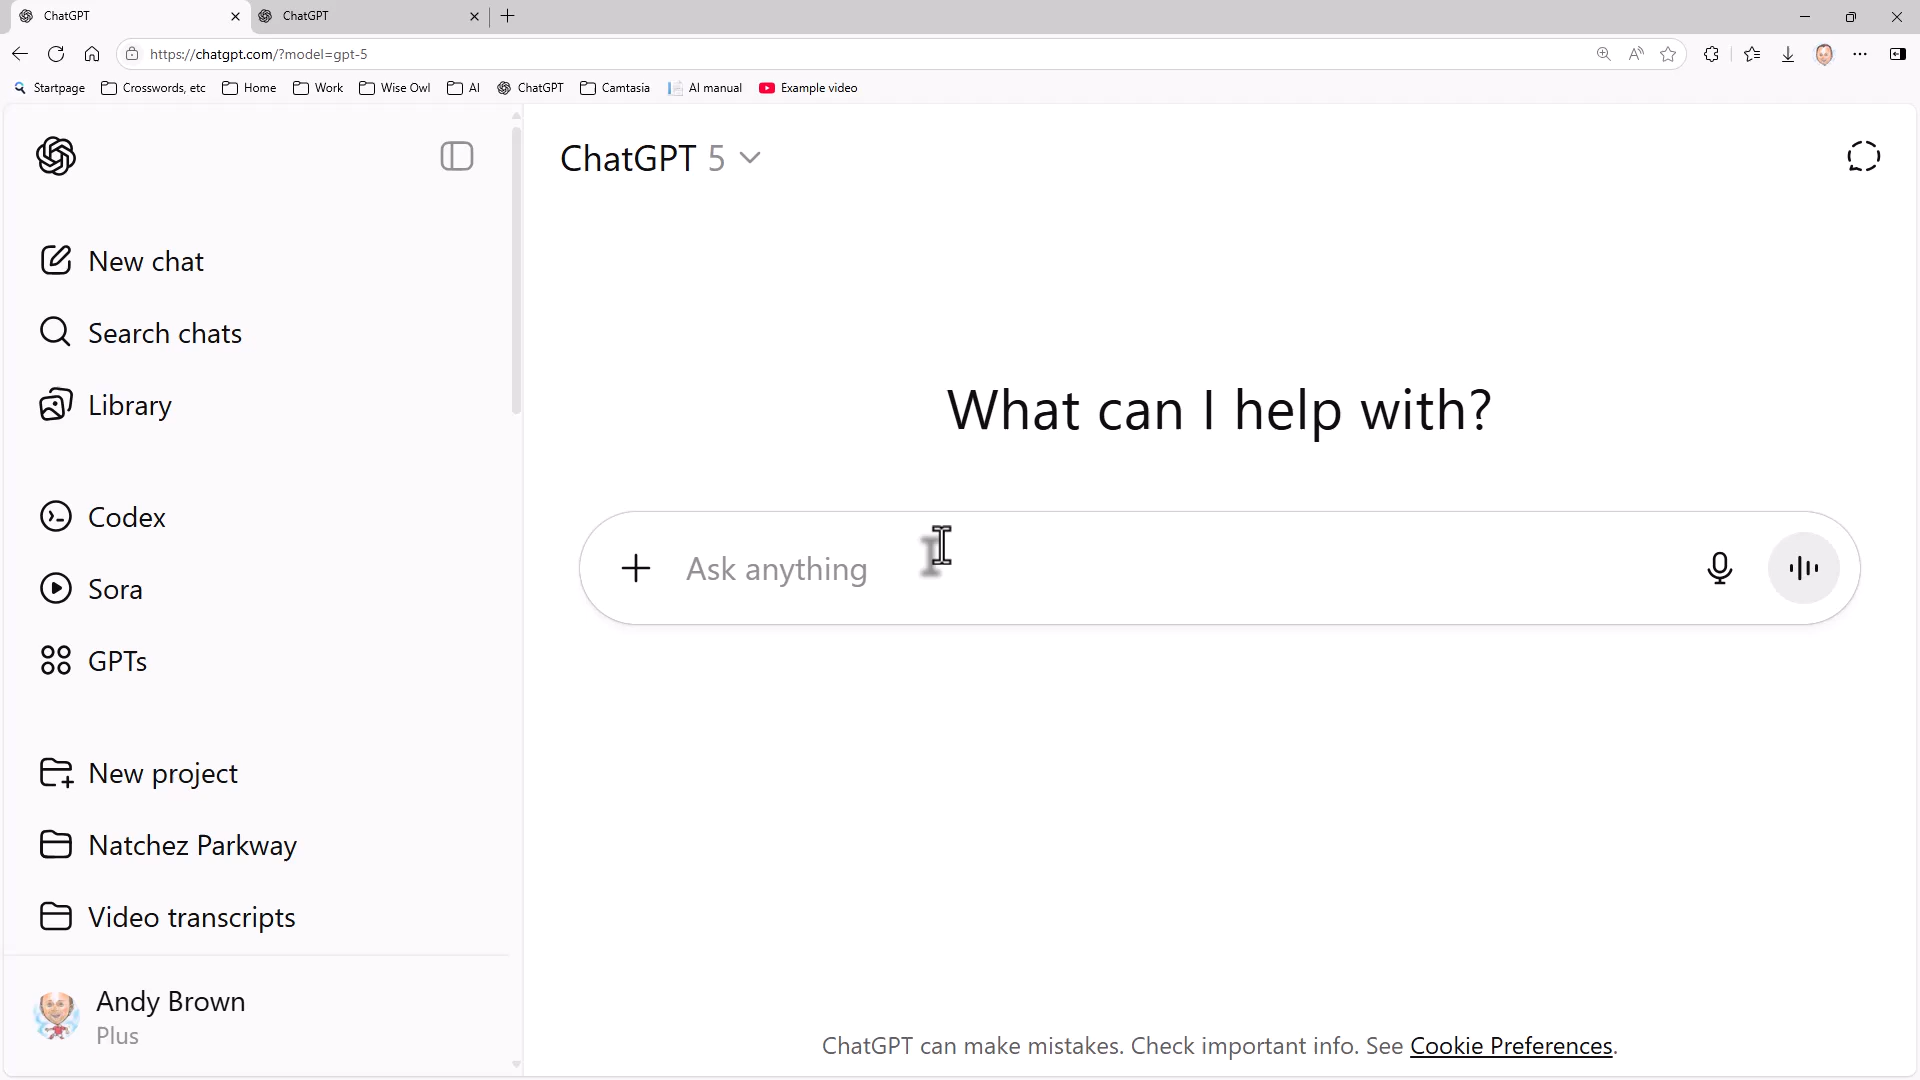 ChatGPT
ChatGPT
https://chatgpt.com/?model=gpt-5
Startpage
Crosswords, etc
Home
Work
Wise Owl
AI
ChatGPT
Camtasia
AI manual
Example video
ChatGPT 5
New chat
Search chats
Library
Codex
Sora
GPTs
New project
Natchez Parkway
Video transcripts
Andy Brown
Plus
What can I help with?
Ask anything
ChatGPT can make mistakes. Check important info. See Cookie Preferences.